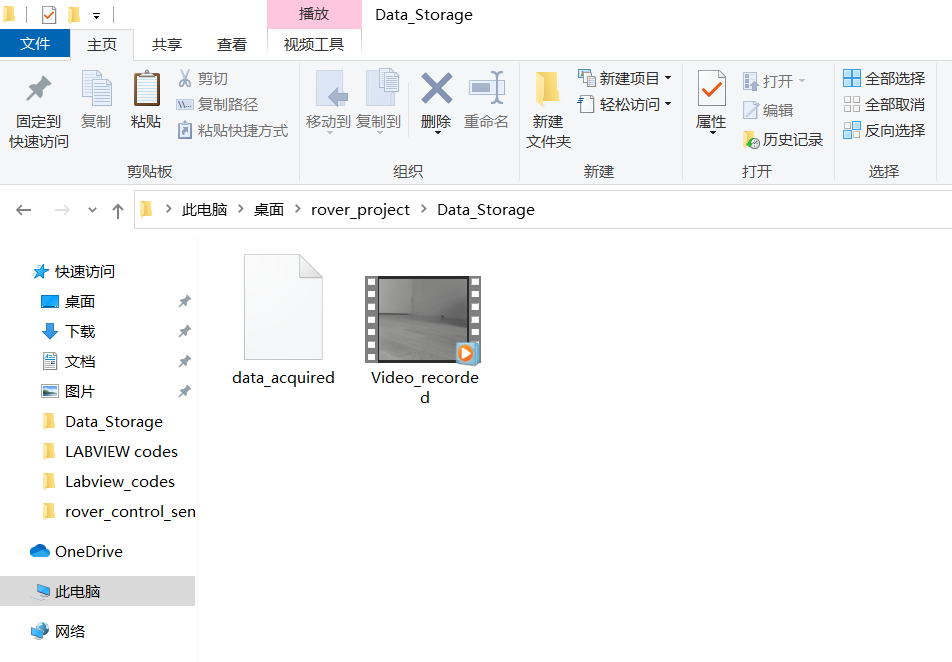 播放
Data_Storage
文件
主页
共享
查看
视频工具
固定到
快速访问
复制
粘贴
剪切
复制路径
粘贴快捷方式
剪贴板
移动到
复制到
删除
重命名
组织
新建
文件夹
新建项目
轻松访问
新建
属性
打开
编辑
历史记录
打开
全部选择
全部取消
反向选择
选择
此电脑
桌面
rover_project
Data_Storage
快速访问
桌面
下载
文档
图片
Data_Storage
LABVIEW codes
Labview_codes
rover_control_sen
OneDrive
此电脑
网络
data_acquired
Video_recorde
d